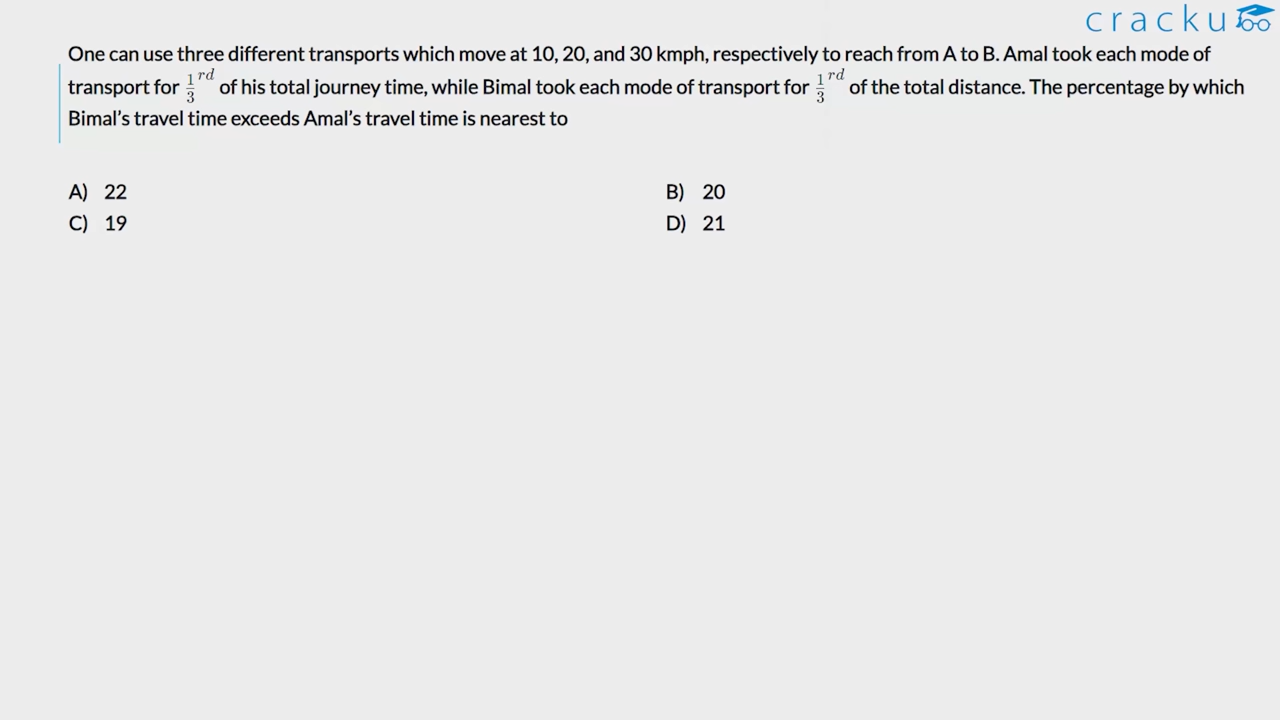 cracku
One can use three different transports which move at 10, 20, and 30 kmph, respectively to reach from A to B. Amal took each mode of
transport for 1/3 rd of his total journey time, while Bimal took each mode of transport for 1/3 rd of the total distance. The percentage by which
Bimal’s travel time exceeds Amal’s travel time is nearest to
A) 22
B) 20
C) 19
D) 21